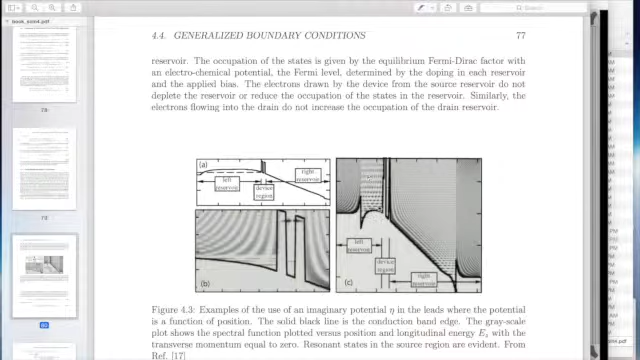 book_size4.pdf
Search
4.4. GENERALIZED BOUNDARY CONDITIONS 77
reservoir. The occupation of the states is given by the equilibrium Fermi-Dirac factor with
an electro-chemical potential, the Fermi level, determined by the doping in each reservoir
and the applied bias. The electrons drawn by the device from the source reservoir do not
deplete the reservoir or reduce the occupation of the states in the reservoir. Similarly, the
electrons flowing into the drain do not increase the occupation of the drain reservoir.
(a)
left
reservoir
device
region
right
reservoir
(b)
left
reservoir
device
region
right
reservoir
(c)
Figure 4.3: Examples of the use of an imaginary potential η in the leads where the potential
is a function of position. The solid black line is the conduction band edge. The gray-scale
plot shows the spectral function plotted versus position and longitudinal energy E_z with the
transverse momentum equal to zero. Resonant states in the source region are evident. From
Ref. [17]